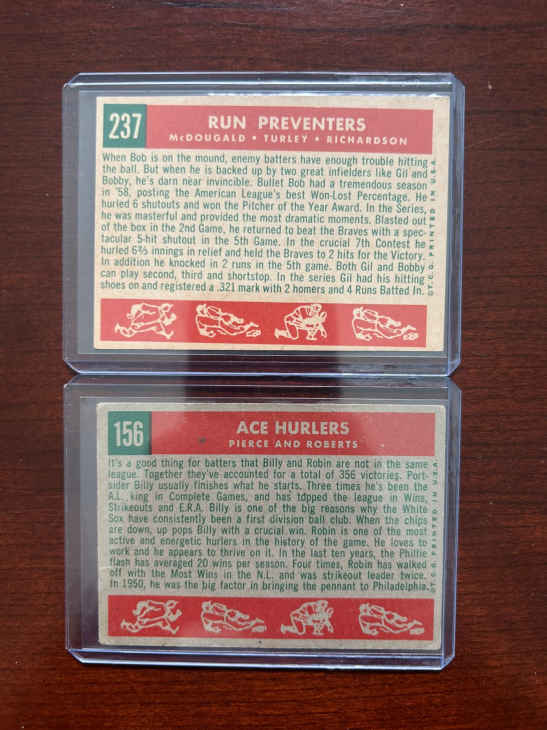 237
RUN PREVENTERS
McDOUGALD • TURLEY • RICHARDSON
When Bob is on the mound, enemy batters have enough trouble hitting
the ball. But when he is backed up by two great infielders like Gil and
Bobby, he's darn near invincible. Bullet Bob had a tremendous season
in '58, posting the American League's best Won-Lost Percentage. He
hurled 6 shutouts and won the Pitcher of the Year Award. In the Series,
he was masterful and provided the most dramatic moments. Blasted out
of the box in the 2nd Game, he returned to beat the Braves with a spec-
tacular 5-hit shutout in the 5th Game. In the crucial 7th Contest he
hurled 6⅔ innings in relief and held the Braves to 2 hits for the Victory.
In addition he knocked in 2 runs in the 5th game. Both Gil and Bobby
can play second, third and shortstop. In the series Gil had his hitting
shoes on and registered a .321 mark with 2 homers and 4 Runs Batted In.
©T.C.G. PRINTED IN U.S.A.
156
ACE HURLERS
PIERCE AND ROBERTS
It's a good thing for batters that Billy and Robin are not in the same
league. Together they've accounted for a total of 356 victories. Port-
sider Billy usually finishes what he starts. Three times he's been the
A.L. king in Complete Games, and has topped the league in Wins,
Strikeouts and E.R.A. Billy is one of the big reasons why the White
Sox have consistently been a first division ball club. When the chips
are down, up pops Billy with a crucial win. Robin is one of the most
active and energetic hurlers in the history of the game. He loves to
work and he appears to thrive on it. In the last ten years, the Phillie
flash has averaged 20 wins per season. Four times, Robin has walked
off with the Most Wins in the N.L. and was strikeout leader twice.
In 1950, he was the big factor in bringing the pennant to Philadelphia.
©T.C.G. PRINTED IN U.S.A.